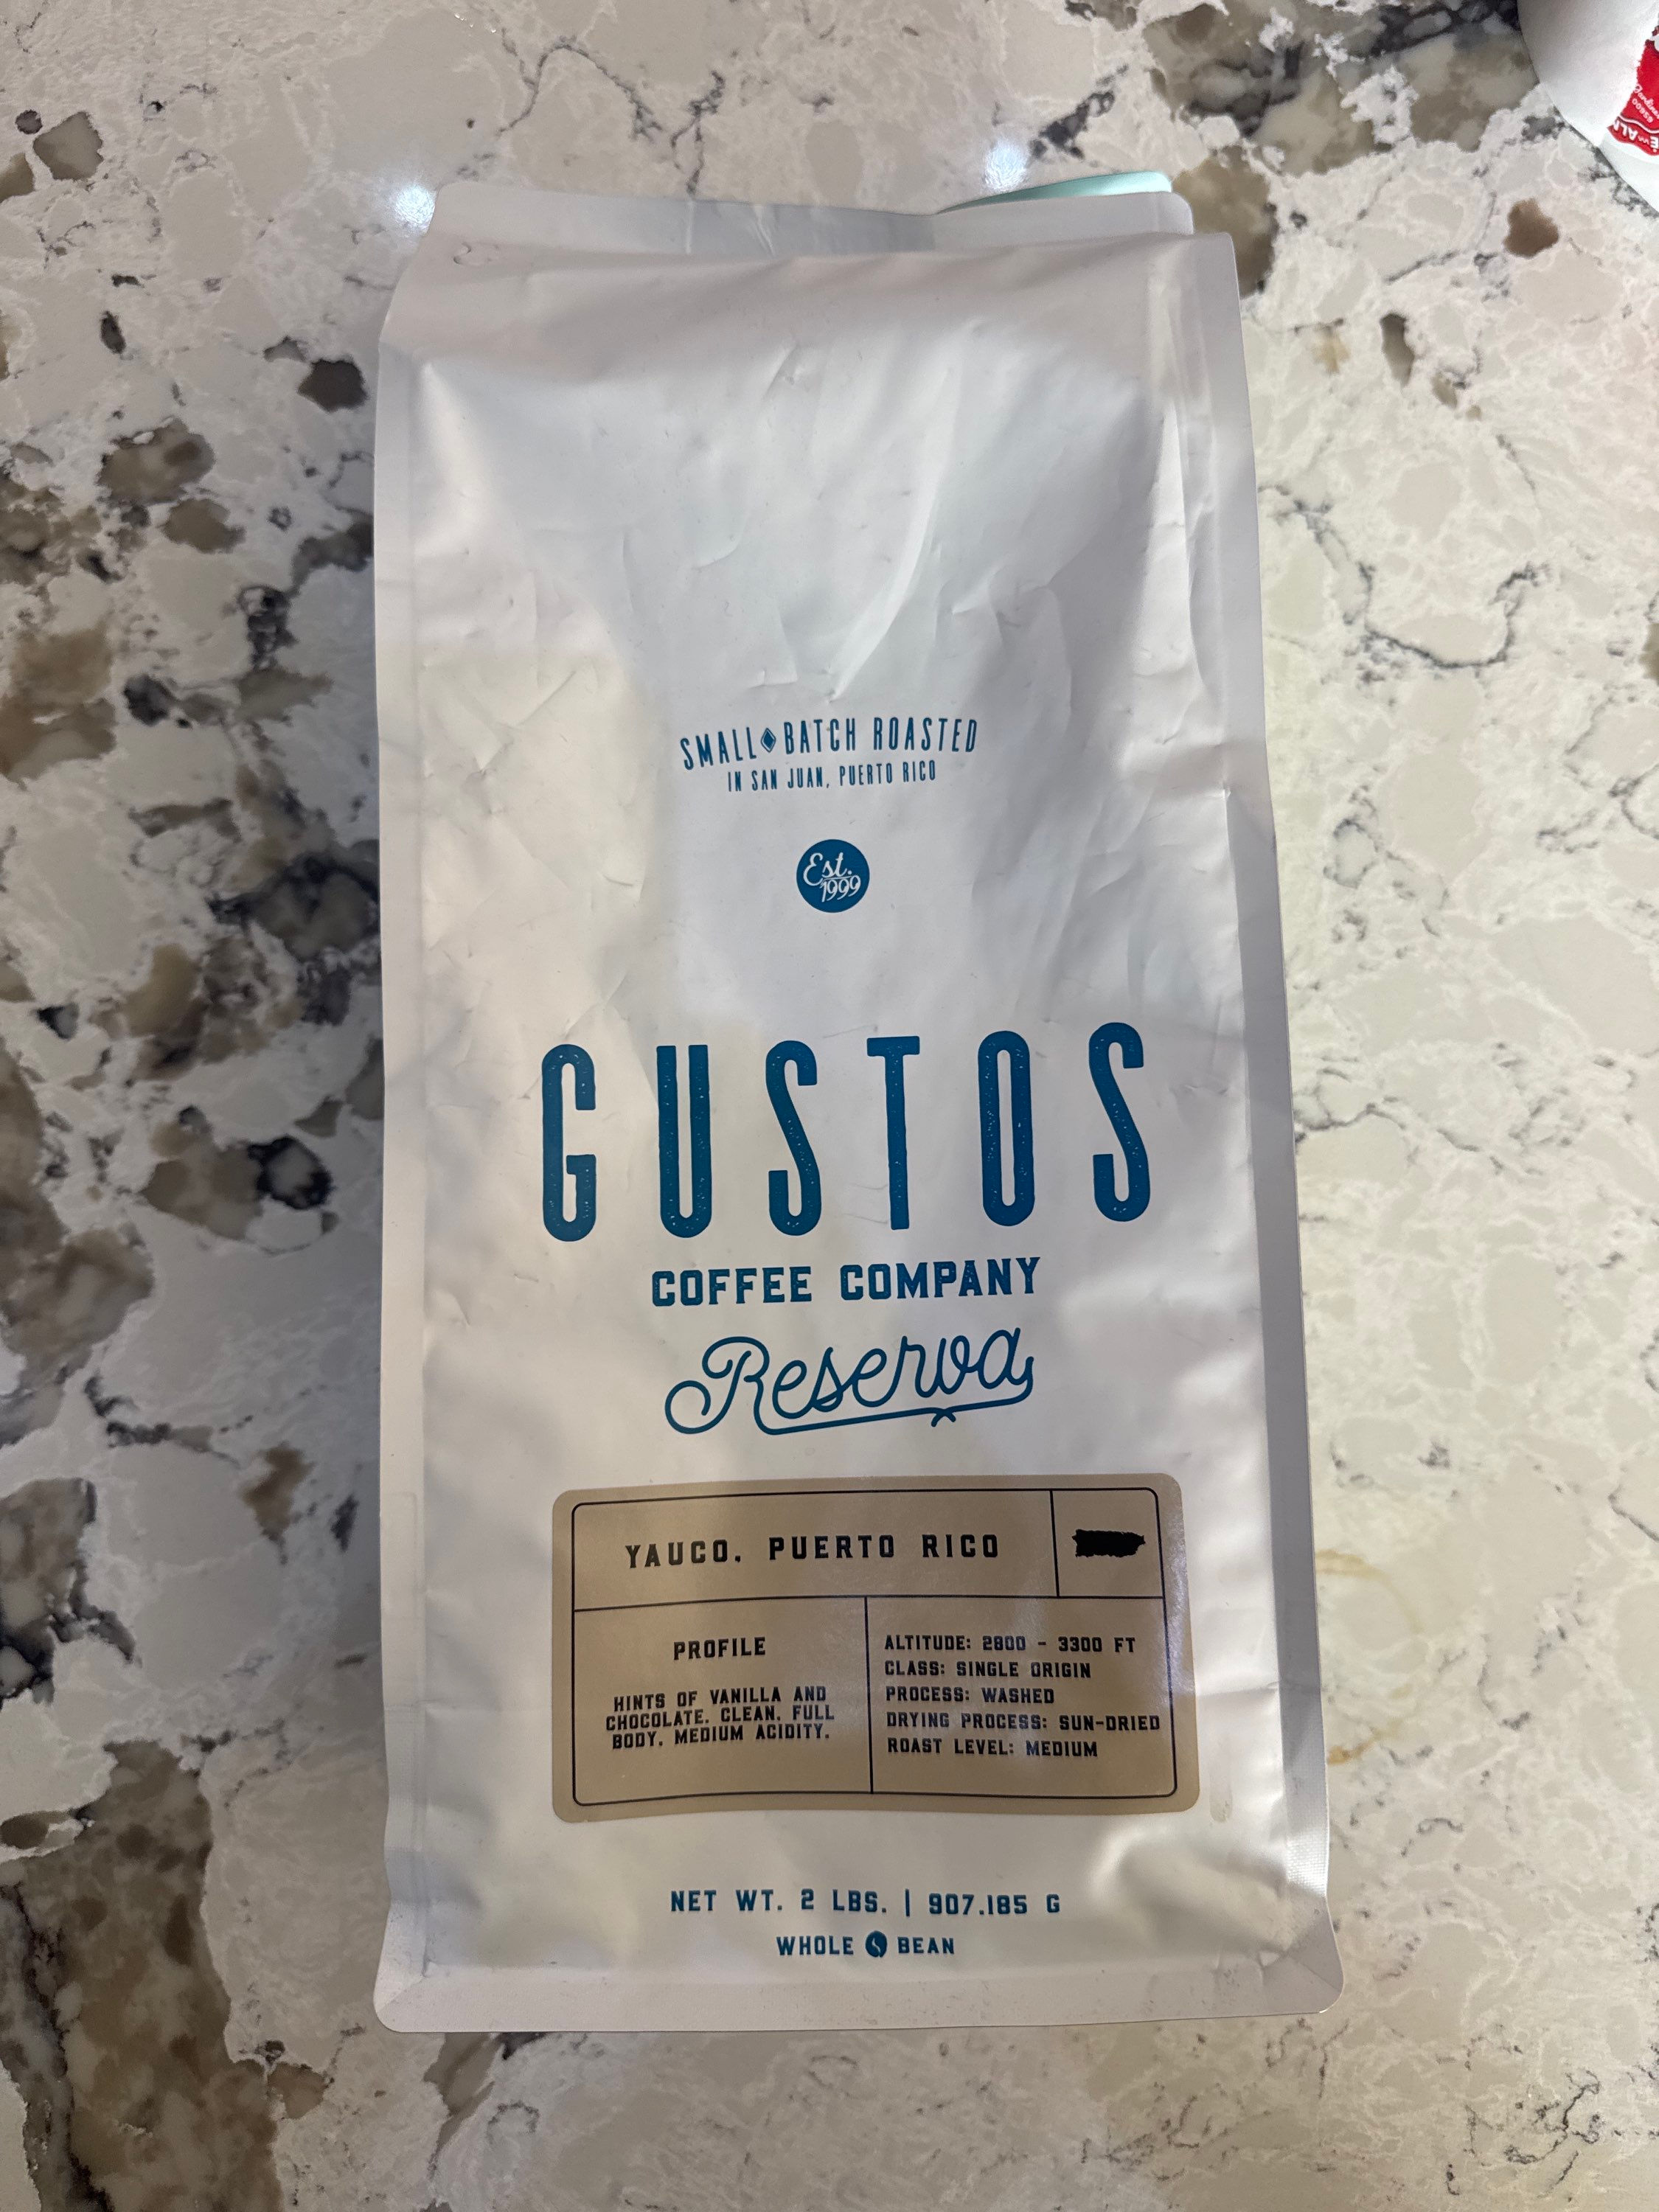 SMALL BATCH ROASTED
IN SAN JUAN, PUERTO RICO
Est.
1999
GUSTOS
COFFEE COMPANY
Reserva
YAUCO, PUERTO RICO
PROFILE
HINTS OF VANILLA AND
CHOCOLATE. CLEAN. FULL
BODY. MEDIUM ACIDITY.
ALTITUDE: 2800 - 3300 FT
CLASS: SINGLE ORIGIN
PROCESS: WASHED
DRYING PROCESS: SUN-DRIED
ROAST LEVEL: MEDIUM
NET WT. 2 LBS. | 907.185 G
WHOLE BEAN